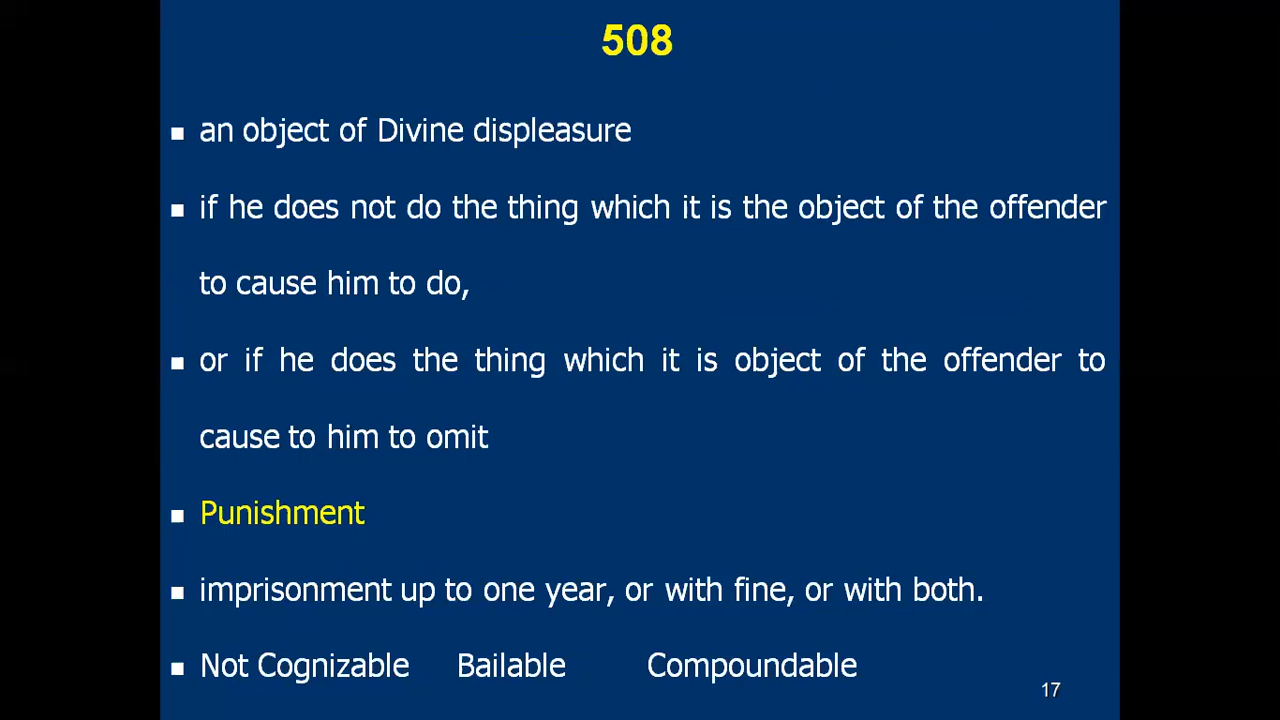 508
an object of Divine displeasure
if he does not do the thing which it is the object of the offender
to cause him to do,
or if he does the thing which it is object of the offender to
cause to him to omit
Punishment
imprisonment up to one year, or with fine, or with both.
Not Cognizable Bailable Compoundable
17